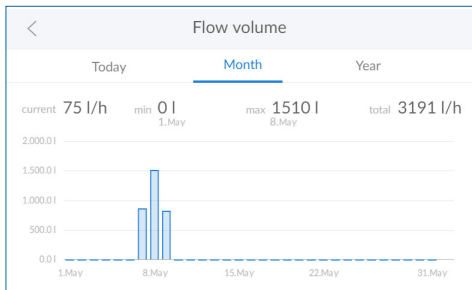 Flow volume
Today Month Year
current 75 l/h min 0 l max 1510 l total 3191 l/h
1.May 8.May
2.000.0 l
1.500.0 l
1.000.0 l
500.0 l
0.0 l
1.May 8.May 15.May 22.May 31.May